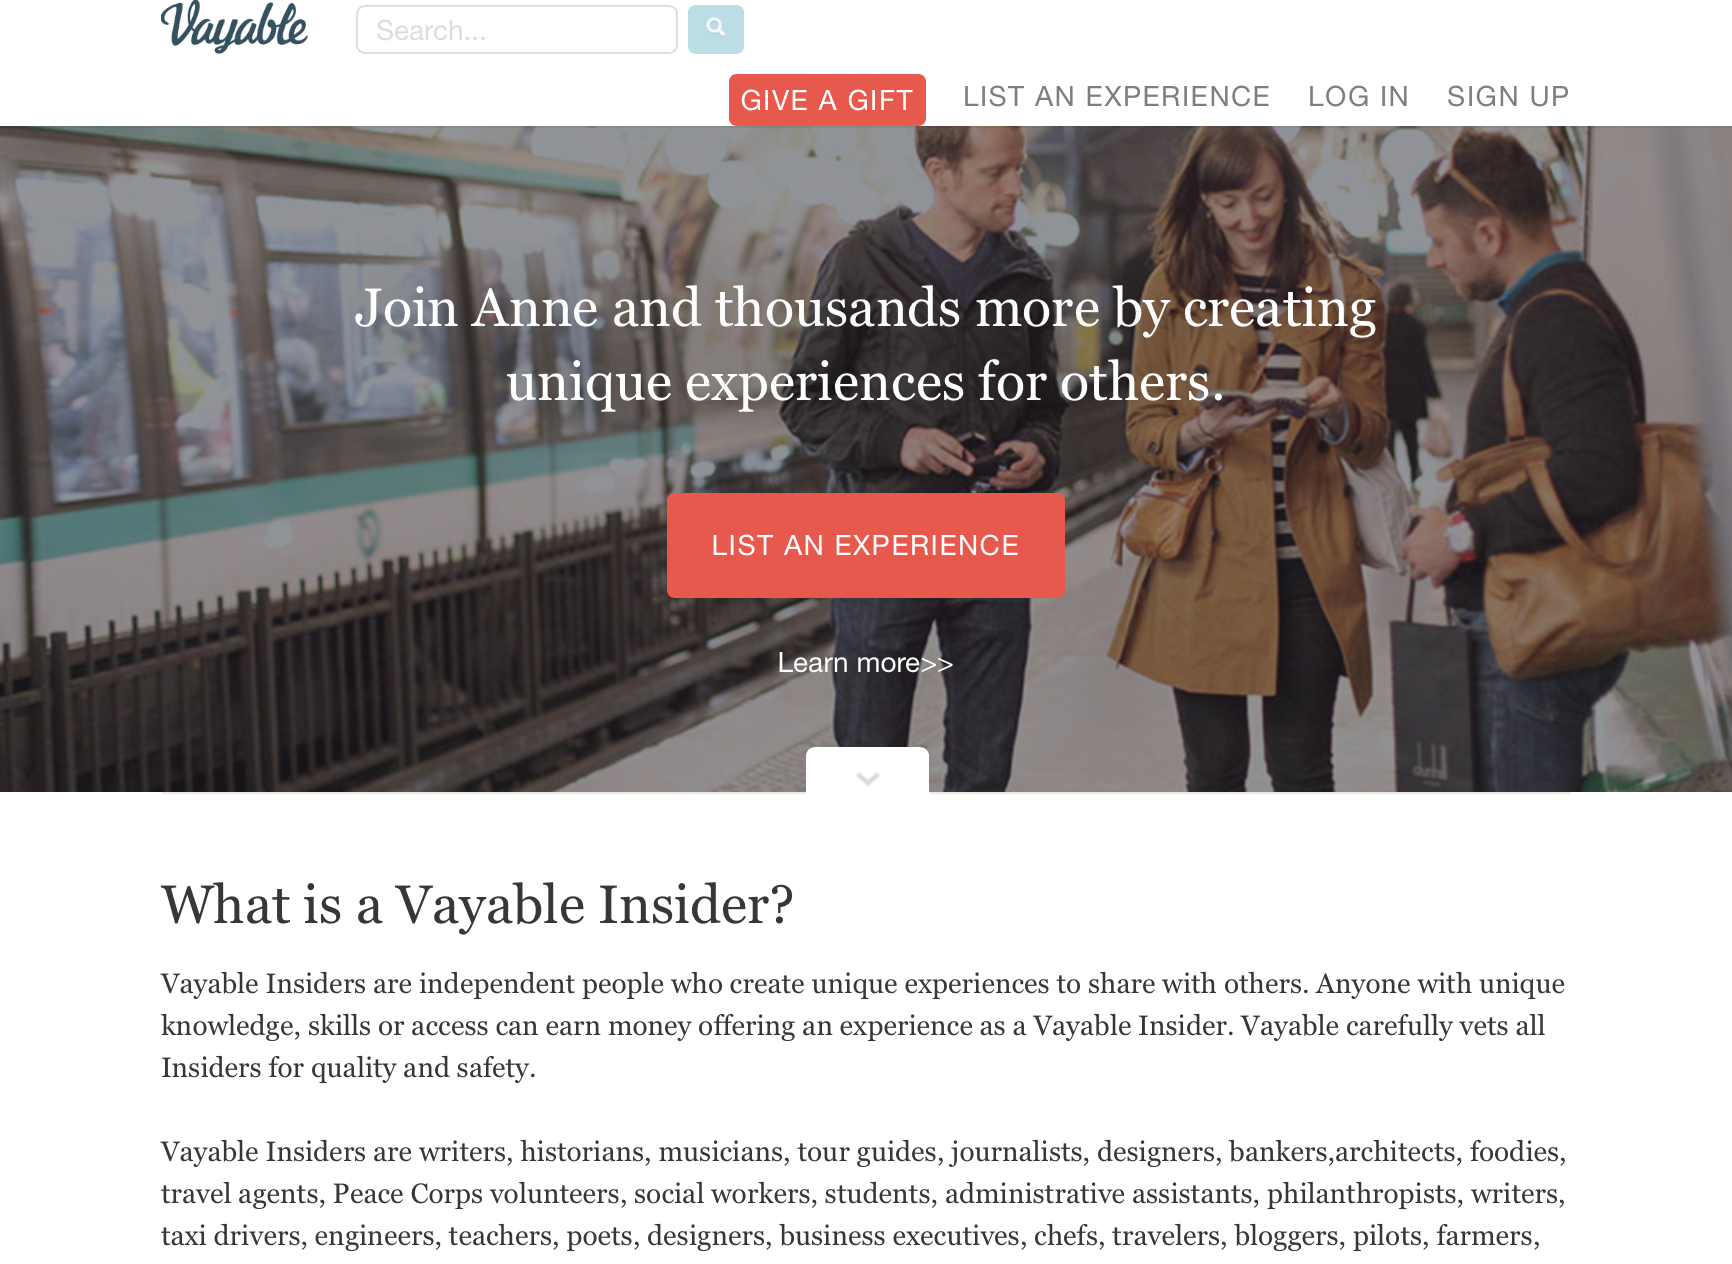 Vayable
Search...
GIVE A GIFT
LIST AN EXPERIENCE
LOG IN
SIGN UP
Join Anne and thousands more by creating
unique experiences for others.
LIST AN EXPERIENCE
Learn more>>
dunhill
What is a Vayable Insider?
Vayable Insiders are independent people who create unique experiences to share with others. Anyone with unique
knowledge, skills or access can earn money offering an experience as a Vayable Insider. Vayable carefully vets all
Insiders for quality and safety.
Vayable Insiders are writers, historians, musicians, tour guides, journalists, designers, bankers,architects, foodies,
travel agents, Peace Corps volunteers, social workers, students, administrative assistants, philanthropists, writers,
taxi drivers, engineers, teachers, poets, designers, business executives, chefs, travelers, bloggers, pilots, farmers,